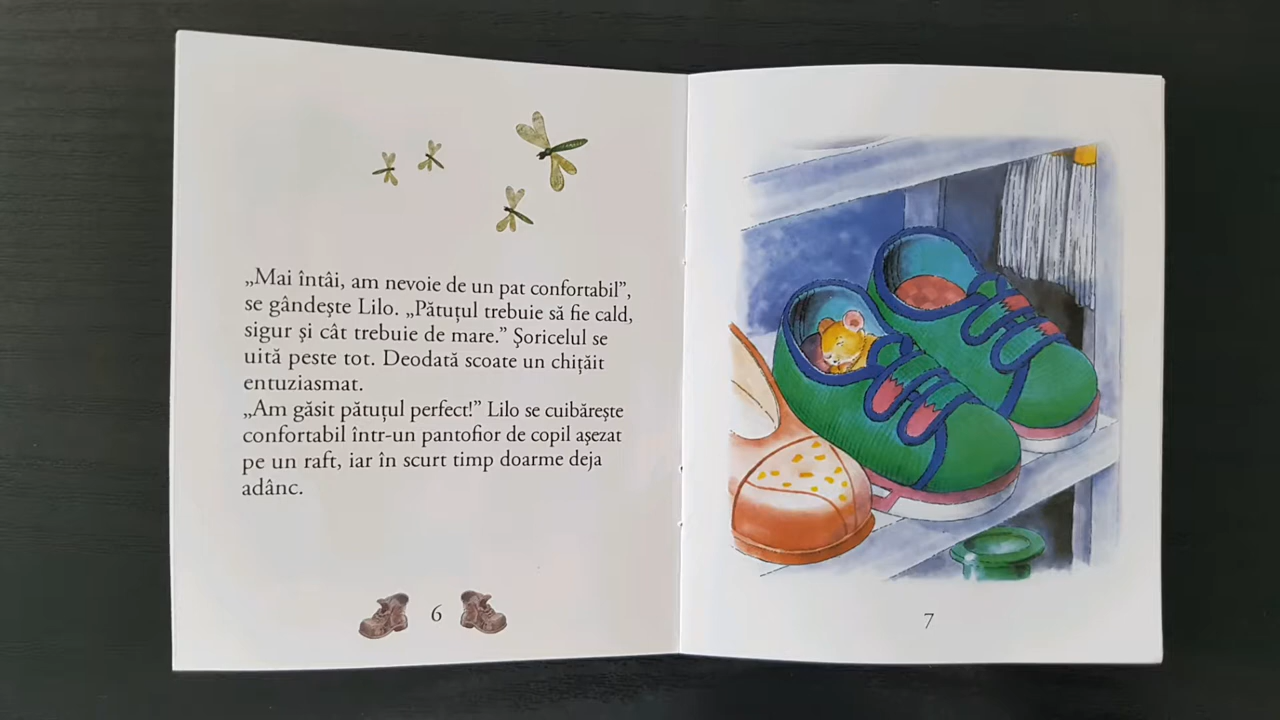 „Mai întâi, am nevoie de un pat confortabil”,
se gândește Lilo. „Pătuțul trebuie să fie cald,
sigur și cât trebuie de mare.” Șoricelul se
uită peste tot. Deodată scoate un chițăit
entuziasmat.
„Am găsit pătuțul perfect!” Lilo se cuibărește
confortabil într-un pantofior de copil așezat
pe un raft, iar în scurt timp doarme deja
adânc.
6
7